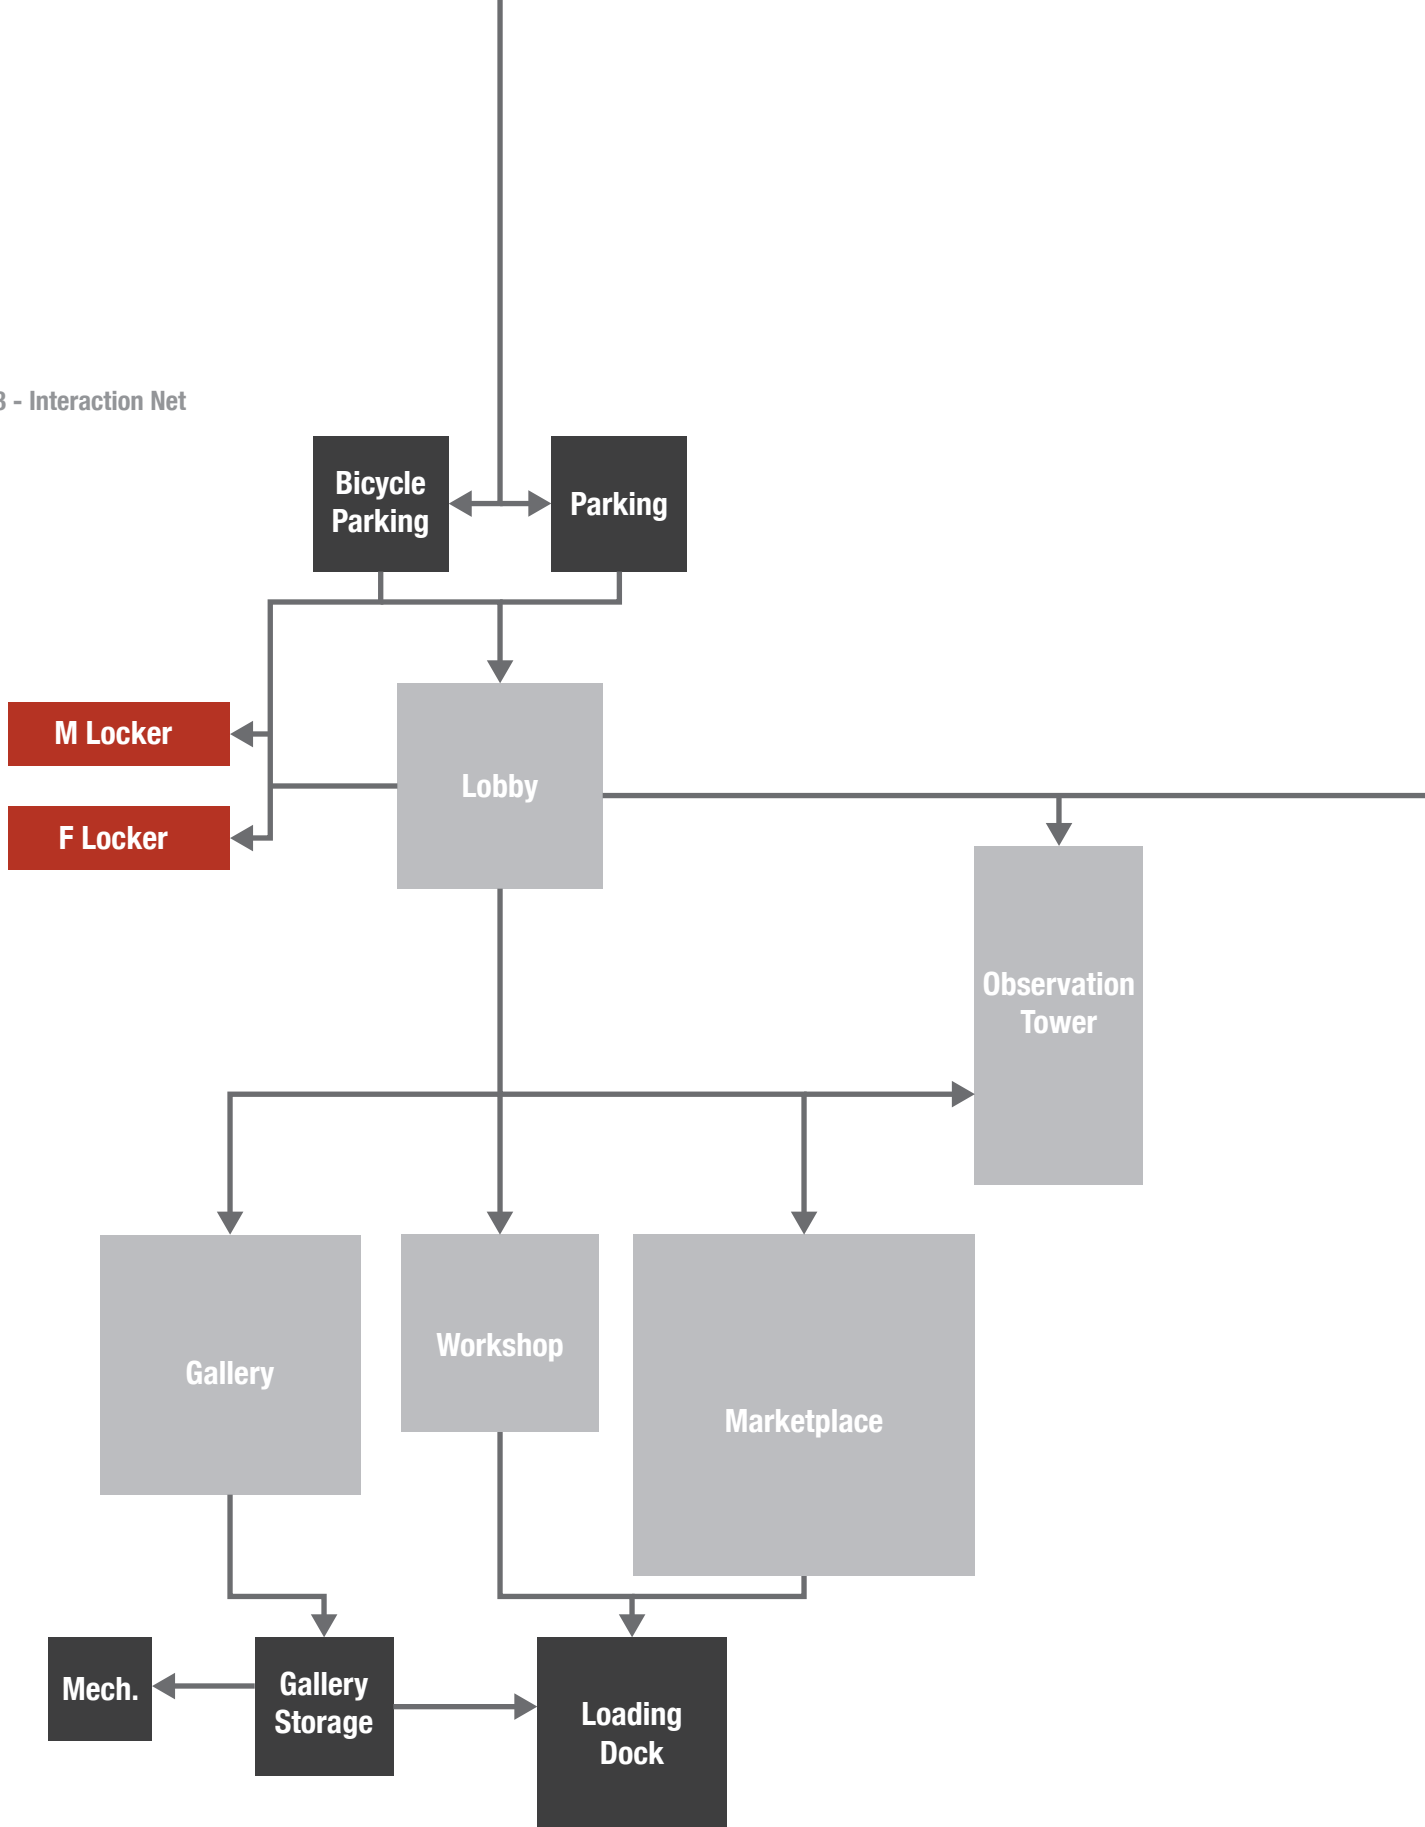 3 - Interaction Net
Bicycle
Parking
Parking
M Locker
Lobby
F Locker
Observation
Tower
Gallery
Workshop
Marketplace
Mech.
Gallery
Storage
Loading
Dock